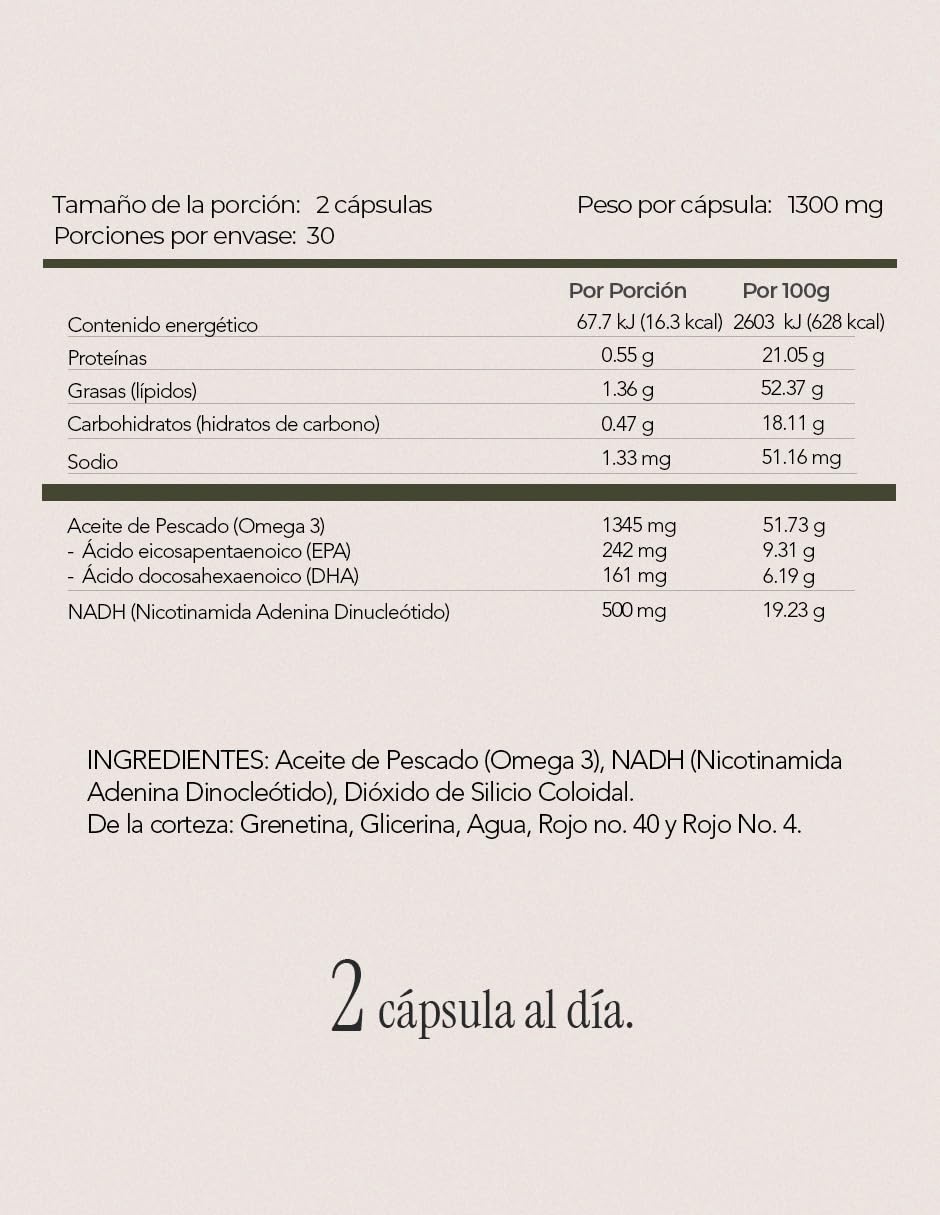 Tamaño de la porción: 2 cápsulas Peso por cápsula: 1300 mg
Porciones por envase: 30
Por Porción Por 100g
Contenido energético 67.7 kJ (16.3 kcal) 2603 kJ (628 kcal)
Proteínas 0.55 g 21.05 g
Grasas (lípidos) 1.36 g 52.37 g
Carbohidratos (hidratos de carbono) 0.47 g 18.11 g
Sodio 1.33 mg 51.16 mg
Aceite de Pescado (Omega 3) 1345 mg 51.73 g
- Ácido eicosapentaenoico (EPA) 242 mg 9.31 g
- Ácido docosahexaenoico (DHA) 161 mg 6.19 g
NADH (Nicotinamida Adenina Dinucleótido) 500 mg 19.23 g
INGREDIENTES: Aceite de Pescado (Omega 3), NADH (Nicotinamida
Adenina Dinocleótido), Dióxido de Silicio Coloidal.
De la corteza: Grenetina, Glicerina, Agua, Rojo no. 40 y Rojo No. 4.
2 cápsula al día.